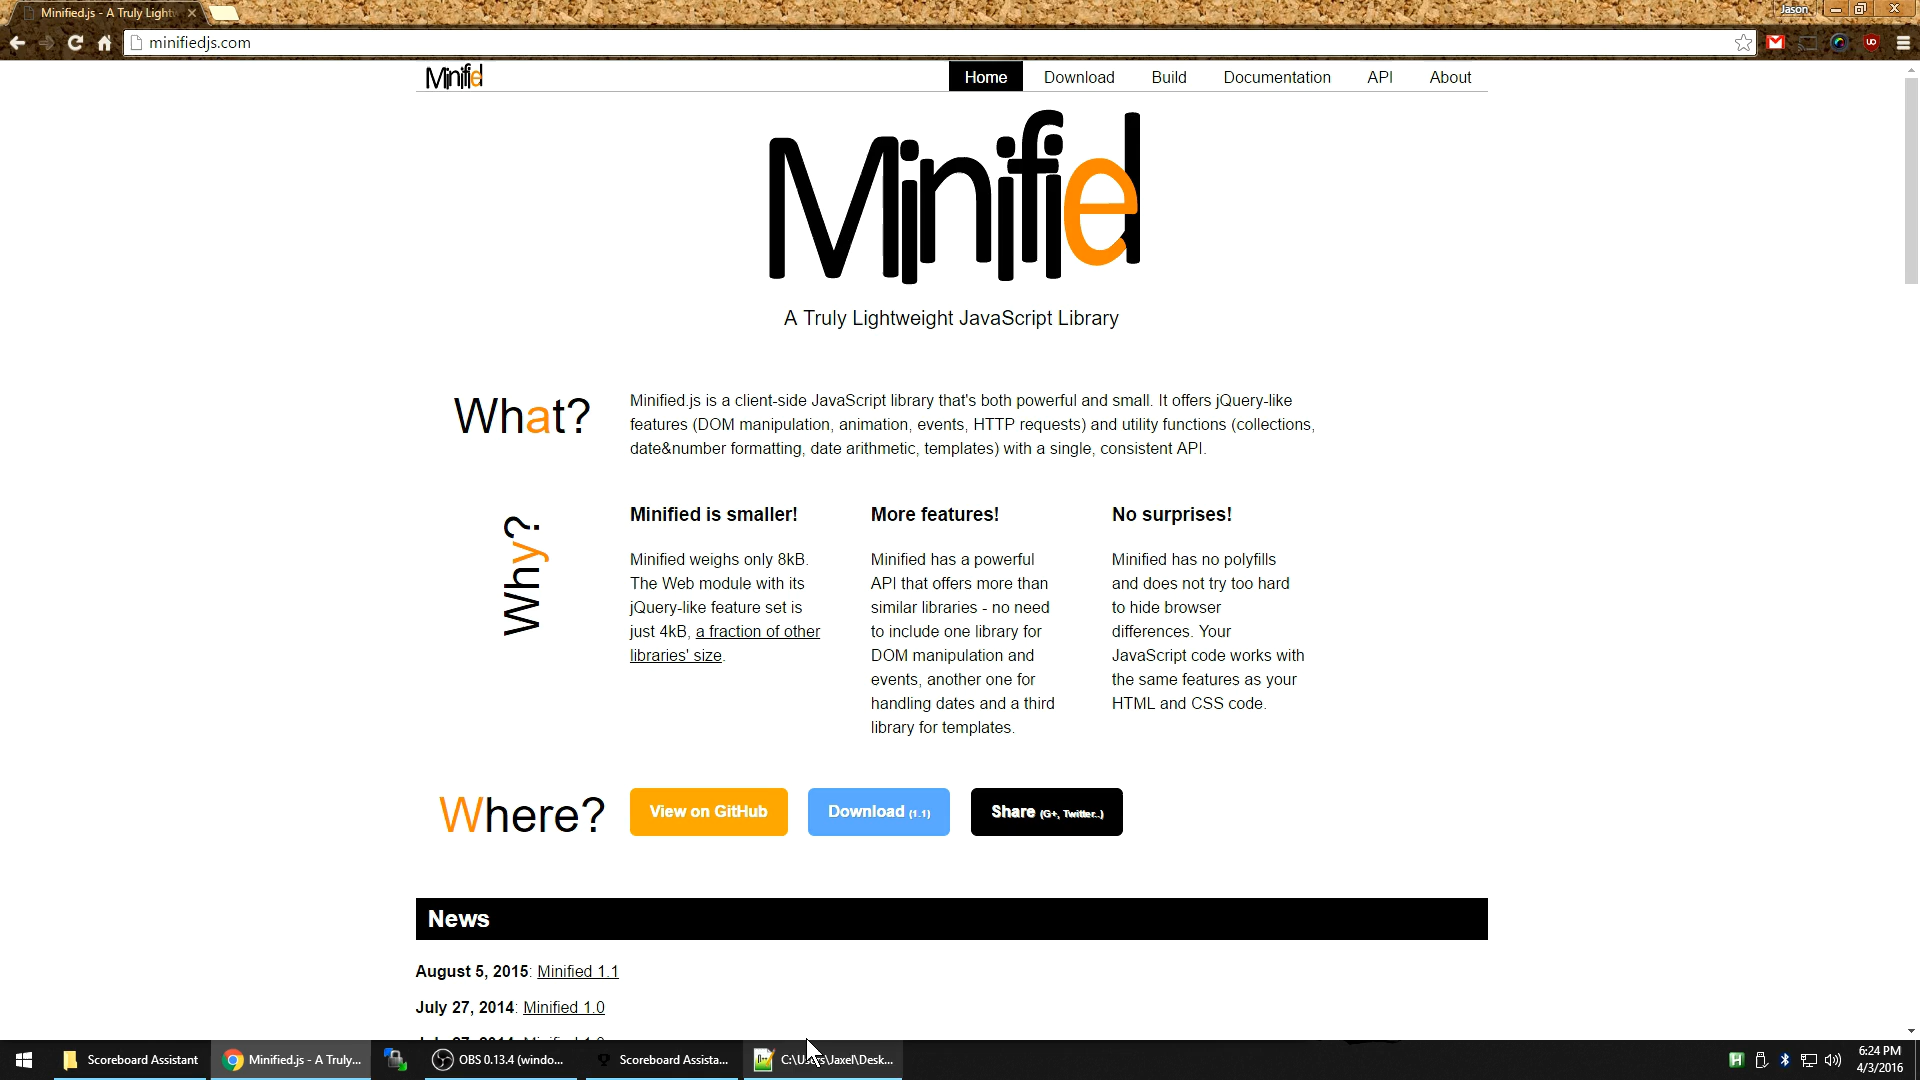 Minified.js - A Truly Light
Jason
minifiedjs.com
Minified
Home
Download
Build
Documentation
API
About
Minified
A Truly Lightweight JavaScript Library
What?
Minified.js is a client-side JavaScript library that's both powerful and small. It offers jQuery-like
features (DOM manipulation, animation, events, HTTP requests) and utility functions (collections,
date&number formatting, date arithmetic, templates) with a single, consistent API.
Why?
Minified is smaller!
Minified weighs only 8kB.
The Web module with its
jQuery-like feature set is
just 4kB, a fraction of other
libraries' size.
More features!
Minified has a powerful
API that offers more than
similar libraries - no need
to include one library for
DOM manipulation and
events, another one for
handling dates and a third
library for templates.
No surprises!
Minified has no polyfills
and does not try too hard
to hide browser
differences. Your
JavaScript code works with
the same features as your
HTML and CSS code.
Where?
View on GitHub
Download (1.1)
Share (G+, Twitter..)
News
August 5, 2015: Minified 1.1
July 27, 2014: Minified 1.0
Scoreboard Assistant
Minified.js - A Truly...
OBS 0.13.4 (windo...
Scoreboard Assista...
C:\Users\Jaxel\Desk...
6:24 PM
4/3/2016